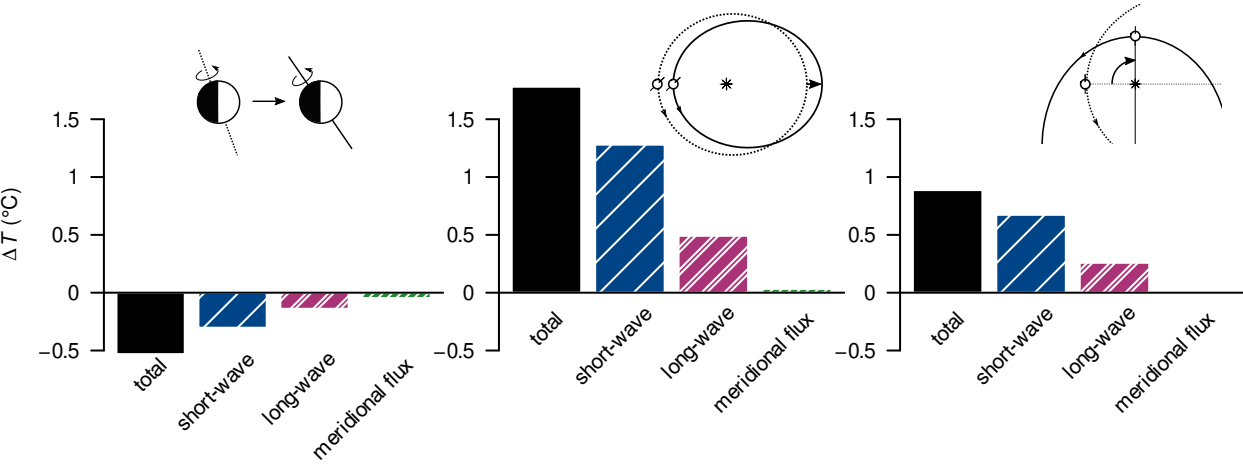 ΔT (°C)
1.5
1
0.5
0
−0.5
total
short-wave
long-wave
meridional flux
1.5
1
0.5
0
−0.5
total
short-wave
long-wave
meridional flux
1.5
1
0.5
0
−0.5
total
short-wave
long-wave
meridional flux